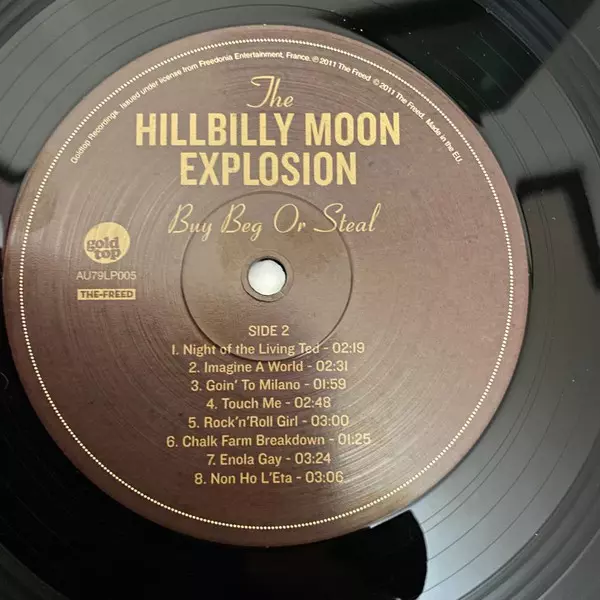 Goldtop Recordings. Issued under license from Freedonia Entertainment, France. ℗ 2011 The Freed. © 2011 The Freed. Made in the EU.
The
HILLBILLY MOON
EXPLOSION
Buy Beg Or Steal
gold
top
AU79LP005
THE-FREED
SIDE 2
1. Night of the Living Ted - 02:19
2. Imagine A World - 02:31
3. Goin' To Milano - 01:59
4. Touch Me - 02:48
5. Rock'n'Roll Girl - 03:00
6. Chalk Farm Breakdown - 01:25
7. Enola Gay - 03:24
8. Non Ho L'Eta - 03:06